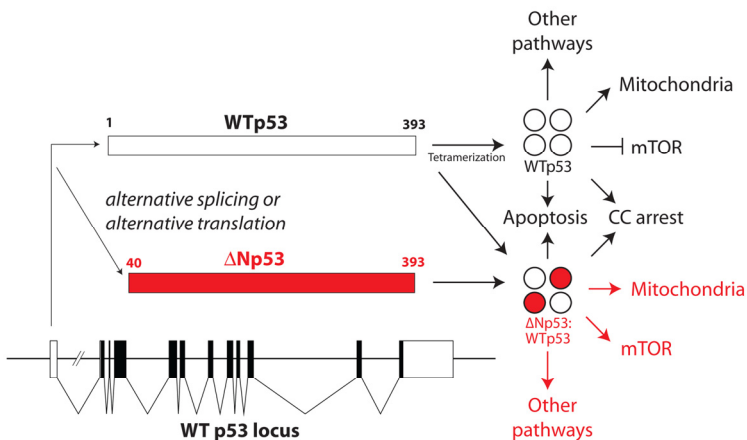 Other
pathways
Mitochondria
1 WTp53 393
Tetramerization
WTp53
mTOR
alternative splicing or
alternative translation
Apoptosis
CC arrest
40 ΔNp53 393
Mitochondria
ΔNp53:
WTp53
mTOR
Other
pathways
WT p53 locus